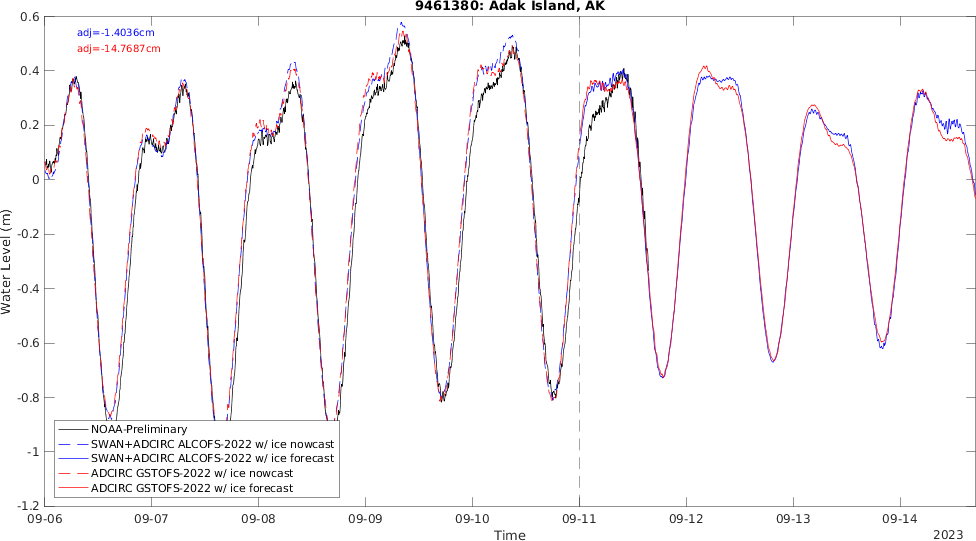 9461380: Adak Island, AK
adj=-1.4036cm
adj=-14.7687cm
0.6
0.4
0.2
0
-0.2
-0.4
-0.6
-0.8
-1
-1.2
Water Level (m)
NOAA-Preliminary
SWAN+ADCIRC ALCOFS-2022 w/ ice nowcast
SWAN+ADCIRC ALCOFS-2022 w/ ice forecast
ADCIRC GSTOFS-2022 w/ ice nowcast
ADCIRC GSTOFS-2022 w/ ice forecast
09-06 09-07 09-08 09-09 09-10 09-11 09-12 09-13 09-14
Time
2023